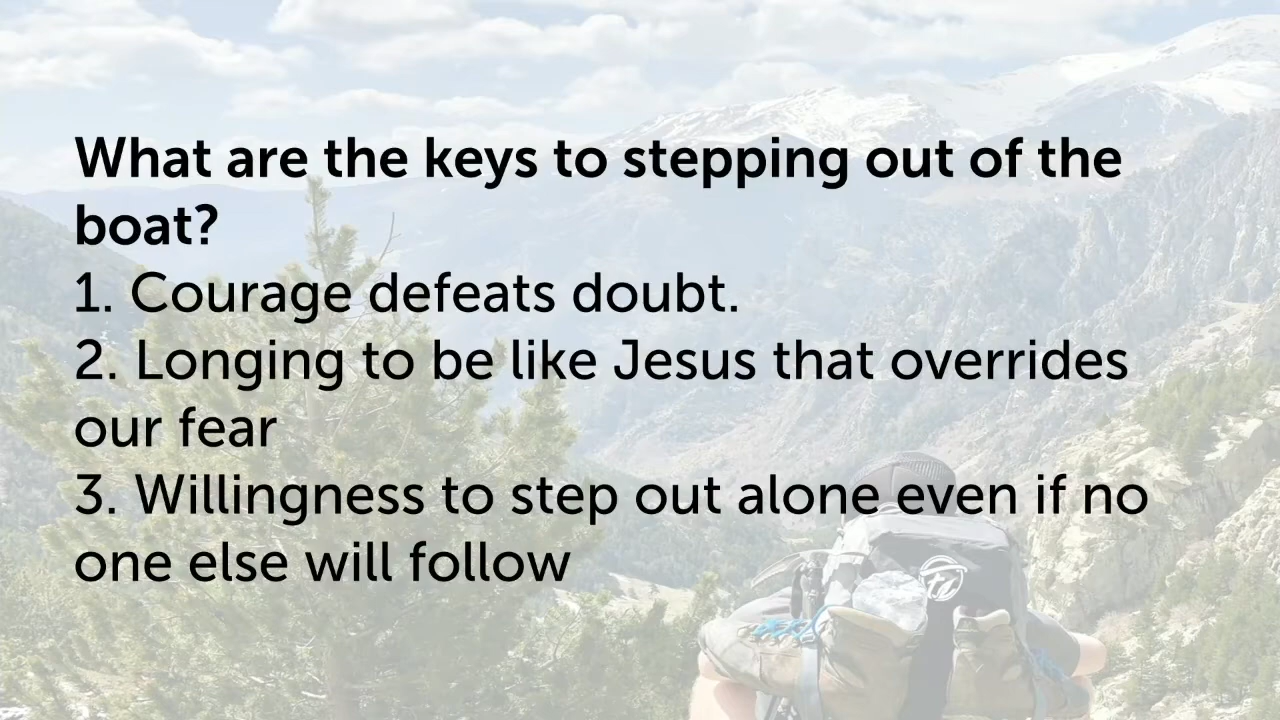 What are the keys to stepping out of the
boat?
1. Courage defeats doubt.
2. Longing to be like Jesus that overrides
our fear
3. Willingness to step out alone even if no
one else will follow